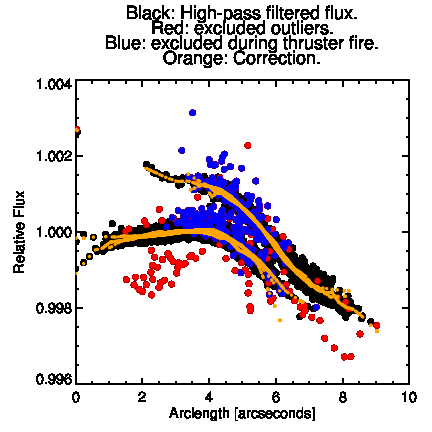 Black: High-pass filtered flux.
Red: excluded outliers.
Blue: excluded during thruster fire.
Orange: Correction.
1.004
1.002
1.000
0.998
0.996
Relative Flux
0 2 4 6 8 10
Arclength [arcseconds]